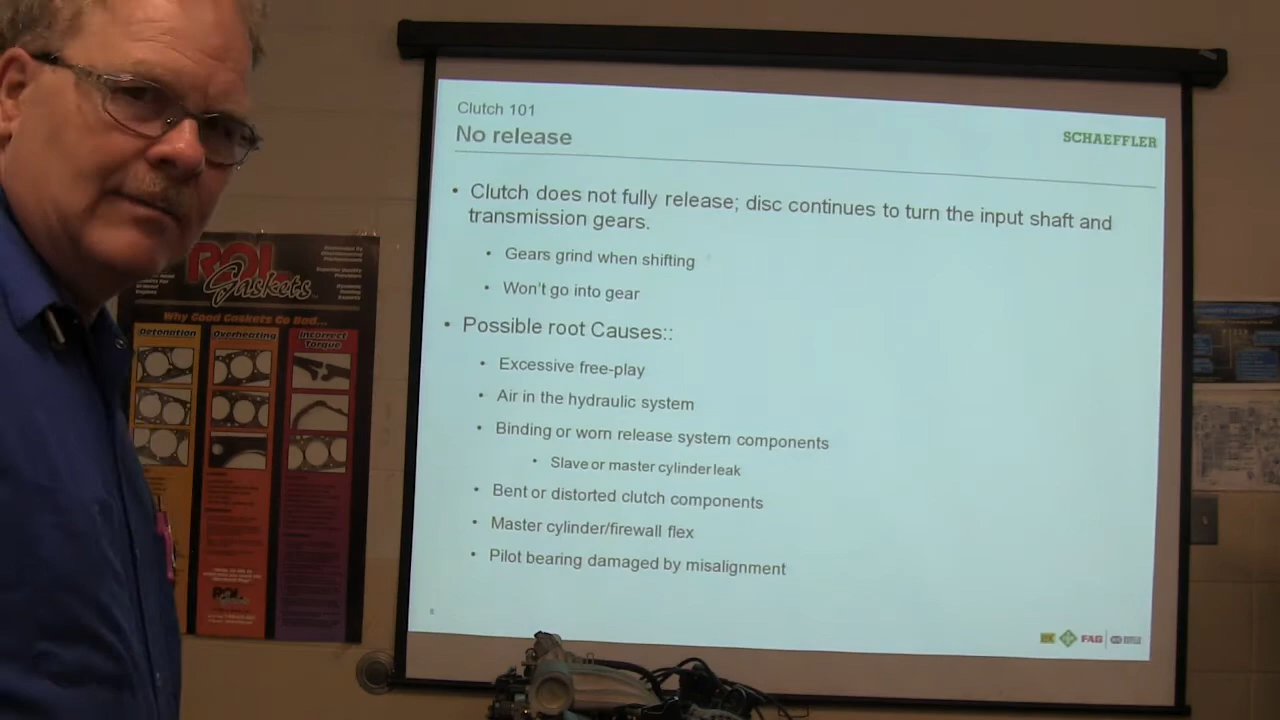 Clutch 101
No release
SCHAEFFLER
• Clutch does not fully release; disc continues to turn the input shaft and
transmission gears.
• Gears grind when shifting
• Won't go into gear
• Possible root Causes::
• Excessive free-play
• Air in the hydraulic system
• Binding or worn release system components
• Slave or master cylinder leak
• Bent or distorted clutch components
• Master cylinder/firewall flex
• Pilot bearing damaged by misalignment
FAG
ROL
Gaskets
Why Good Gaskets Go Bad...
Detonation
Overheating
Incorrect
Torque